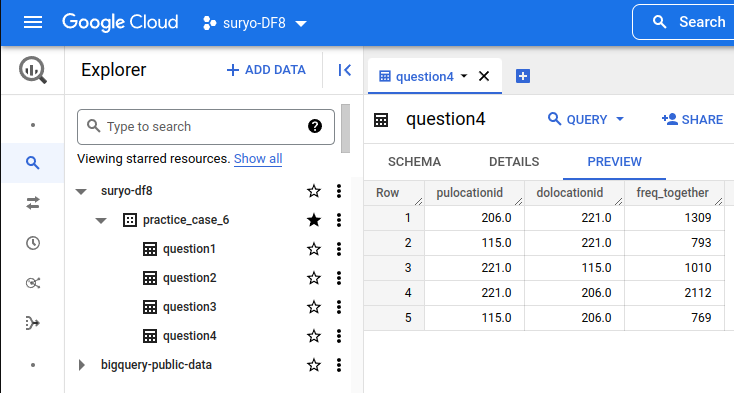 Google Cloud suryo-DF8 Search
Explorer + ADD DATA
Type to search ?
Viewing starred resources. Show all
suryo-df8
practice_case_6
question1
question2
question3
question4
bigquery-public-data
question4
question4 QUERY SHARE
SCHEMA DETAILS PREVIEW
Row pulocationid dolocationid freq_together
1 206.0 221.0 1309
2 115.0 221.0 793
3 221.0 115.0 1010
4 221.0 206.0 2112
5 115.0 206.0 769